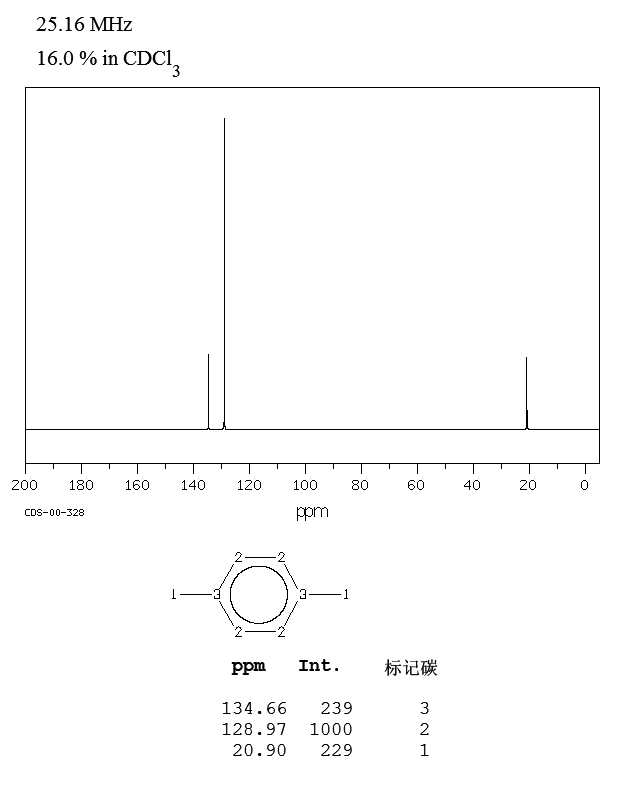 25.16 MHz
16.0 % in CDCl3
200 180 160 140 120 100 80 60 40 20 0
CDS-00-328
ppm
2 2
1 3 3 1
2 2
ppm Int. 标记碳
134.66 239 3
128.97 1000 2
20.90 229 1